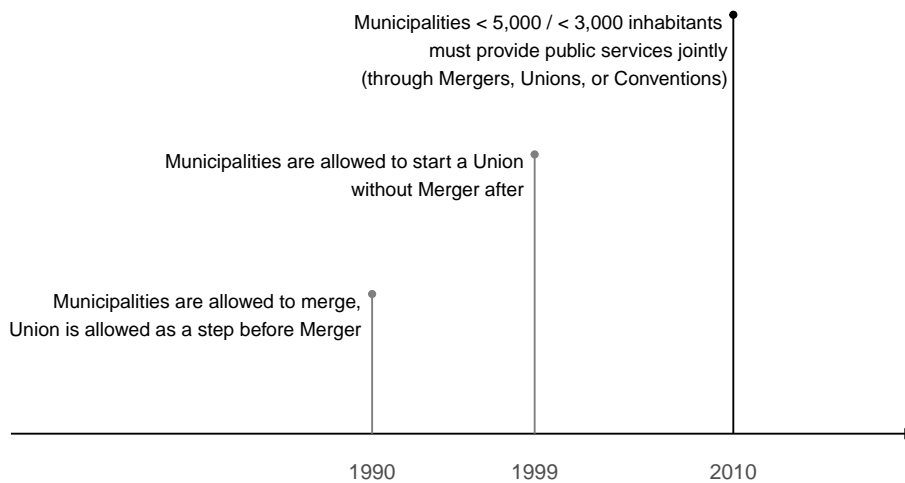 Municipalities < 5,000 / < 3,000 inhabitants
must provide public services jointly
(through Mergers, Unions, or Conventions)
Municipalities are allowed to start a Union
without Merger after
Municipalities are allowed to merge,
Union is allowed as a step before Merger
1990 1999 2010